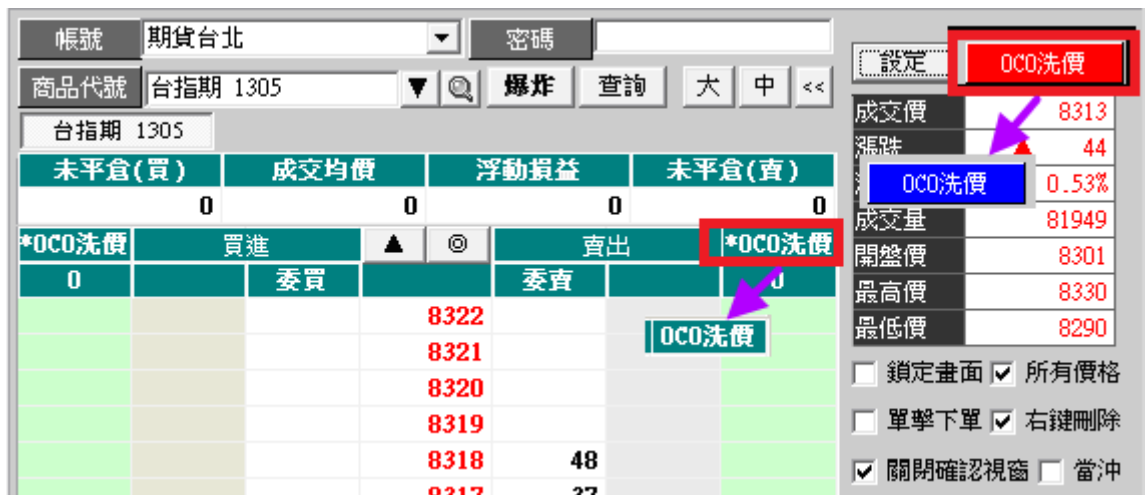 帳號 期貨台北 密碼
設定 OCO洗價
商品代號 台指期 1305 ▼ 爆炸 查詢 大 中 <<
台指期 1305
成交價 8313
漲跌 ▲ 44
OCO洗價 0.53%
成交量 81949
開盤價 8301
最高價 8330
最低價 8290
未平倉(買) 成交均價 浮動損益 未平倉(賣)
0 0 0 0
*OCO洗價 買進 ▲ ◎ 賣出 *OCO洗價
0 委買 委賣 0
8322
OCO洗價
8321
8320
8319
8318 48
8317 37
鎖定畫面 所有價格
單擊下單 右鍵刪除
關閉確認視窗 當沖